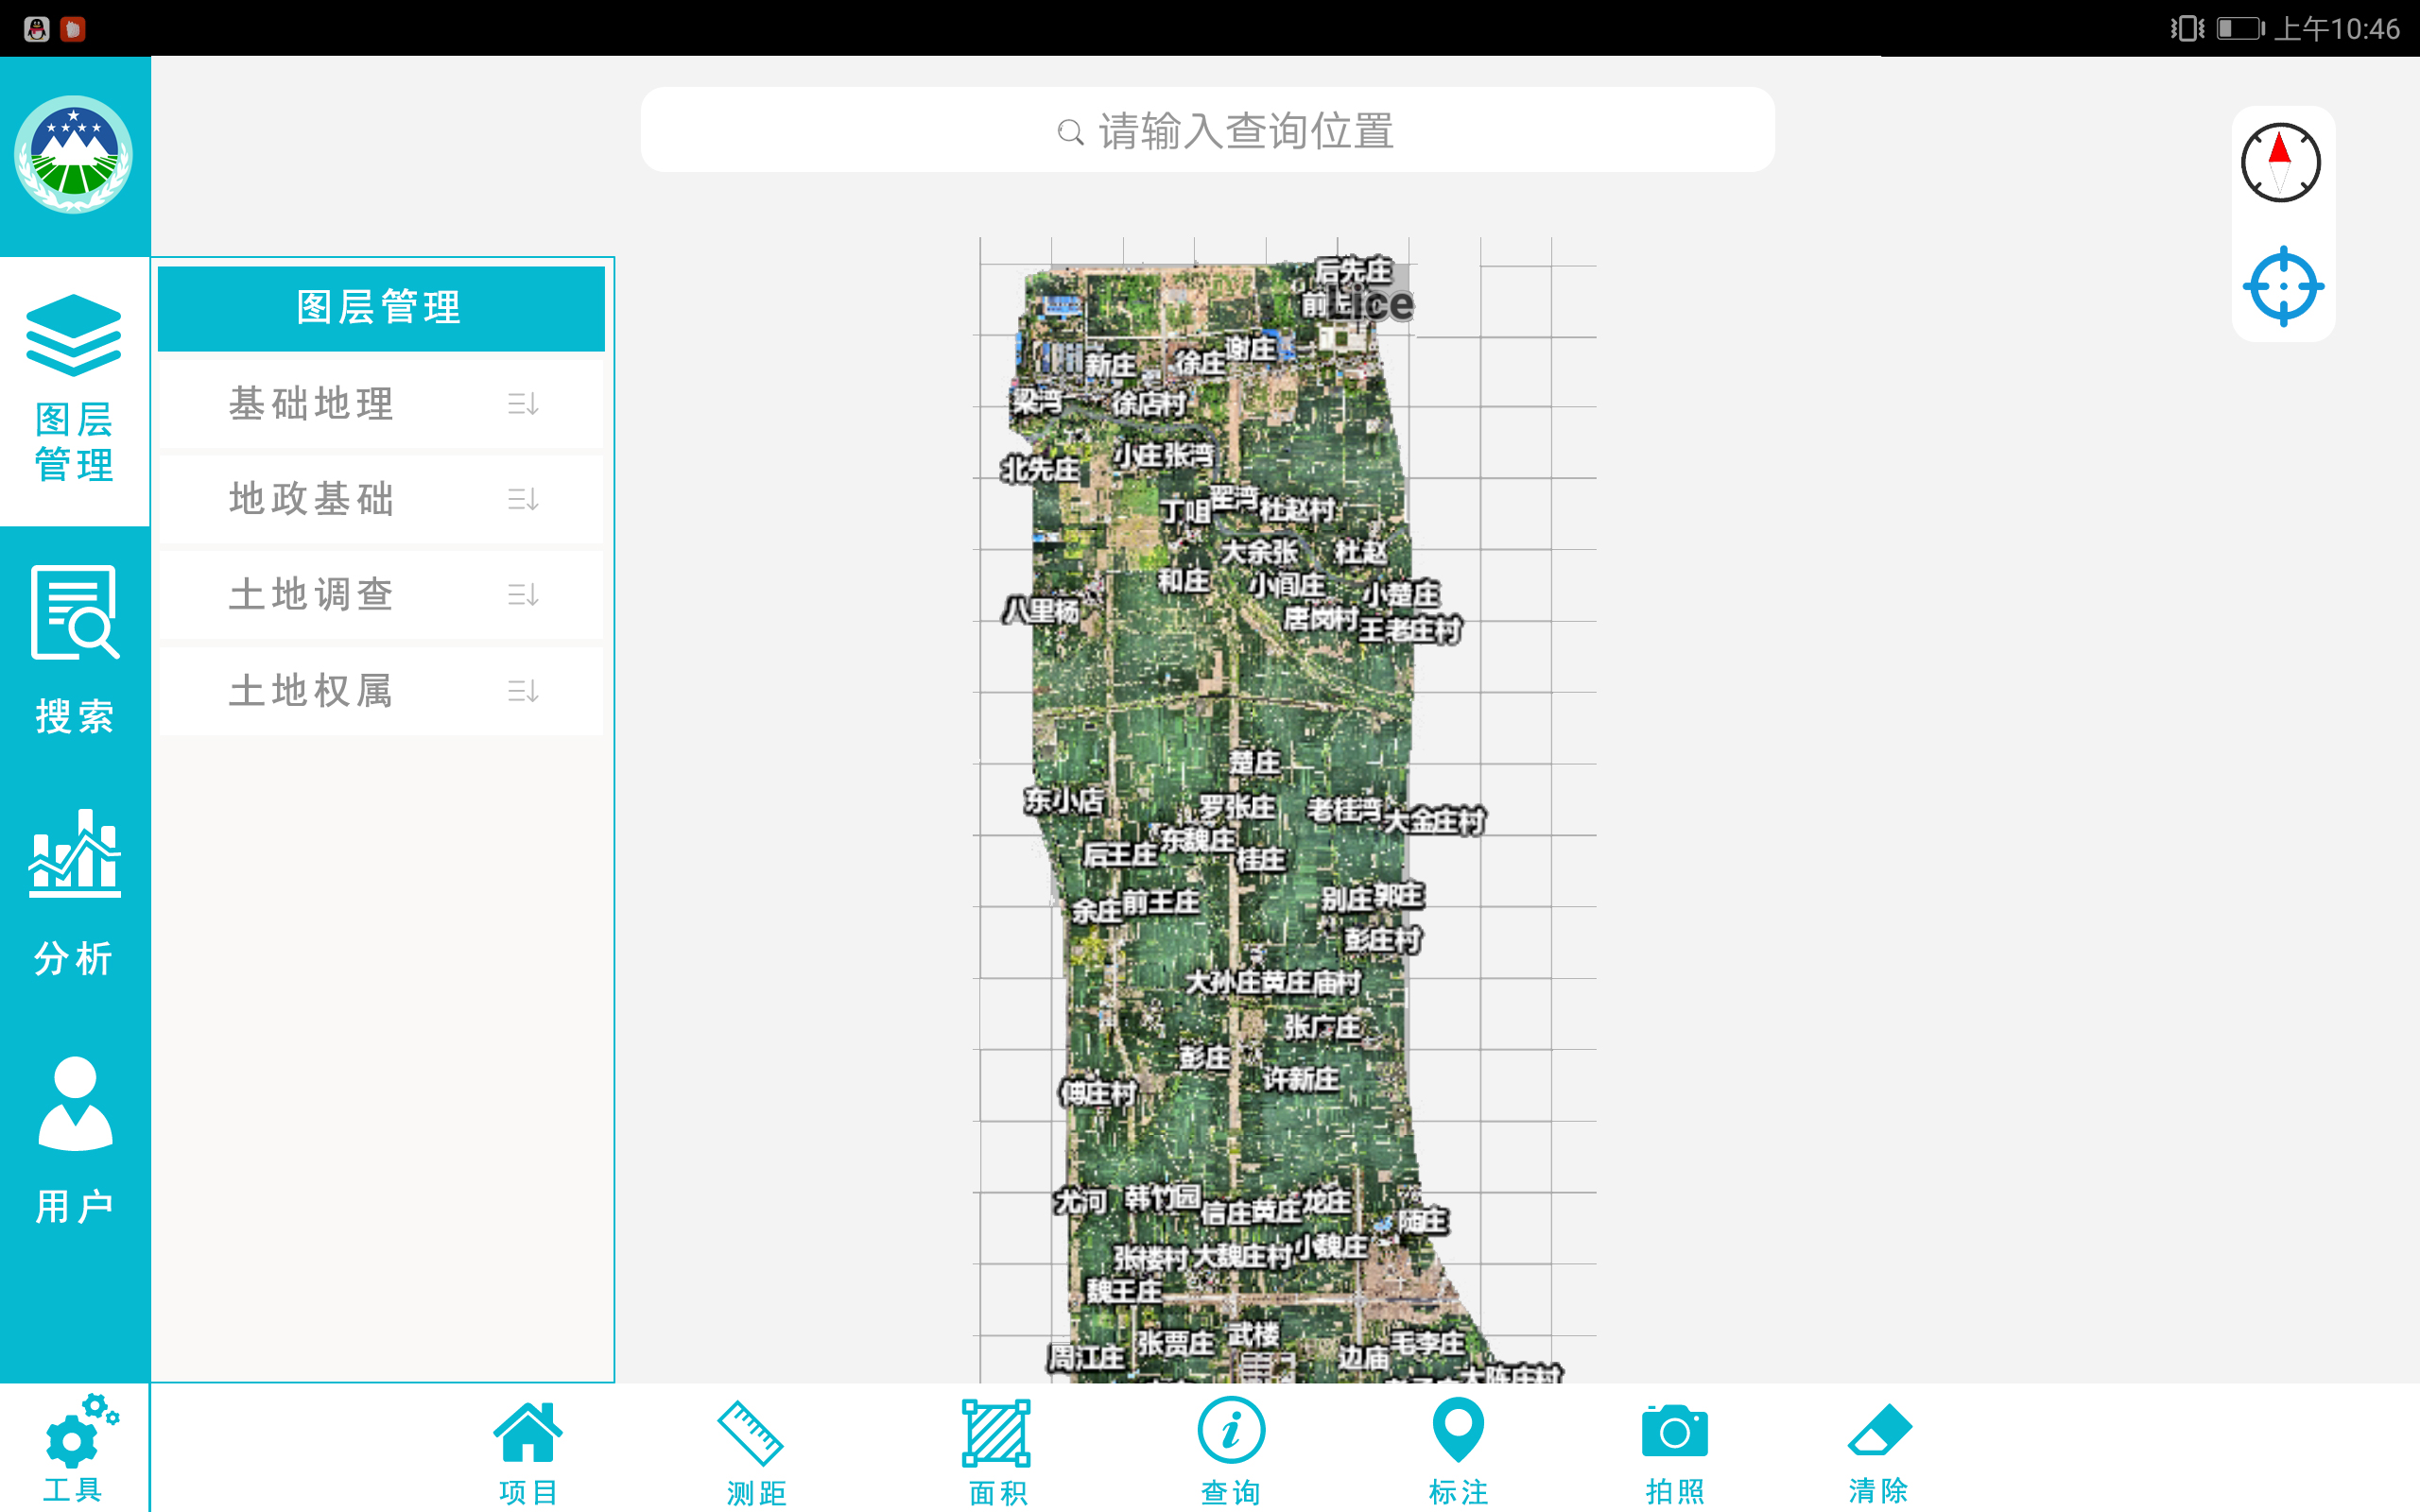 上午10:46
请输入查询位置
图层管理
基础地理
地政基础
土地调查
土地权属
图层
管理
搜索
分析
用户
工具
后先庄
Lice
新庄
徐庄
谢庄
梁湾
徐店村
小庄张湾
北先庄
丁咀
翟湾
杜赵村
大余张
杜赵
和庄
小闾庄
小楚庄
八里杨
唐岗村
王老庄村
楚庄
东小店
罗张庄
老桂湾
大金庄村
东魏庄
后王庄
桂庄
余庄
前王庄
别庄
郭庄
彭庄村
大孙庄
黄庄庙村
张广庄
彭庄
许新庄
傅庄村
尤河
韩竹园
信庄
黄庄
龙庄
陆庄
张楼村
大魏庄村
小魏庄
魏王庄
张贾庄
武楼
毛李庄
周江庄
边庙
大陈庄村
项目
测距
面积
查询
标注
拍照
清除